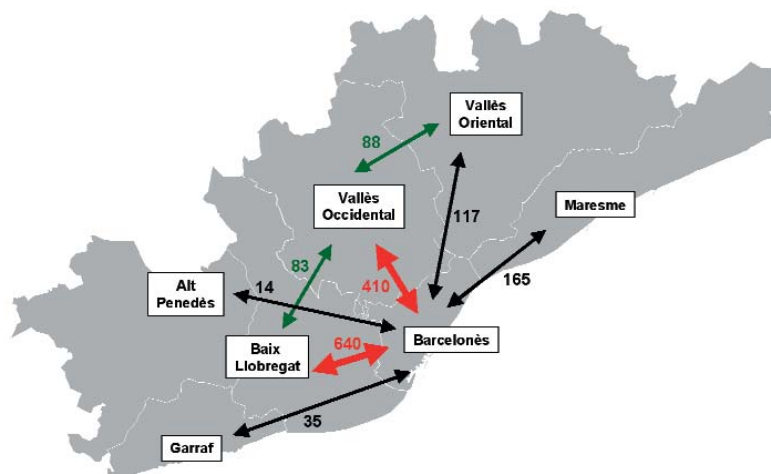 Vallès
Oriental
88
Vallès
Occidental
Maresme
117
83
410
165
Alt
Penedès
14
Barcelonès
Baix
Llobregat
640
35
Garraf